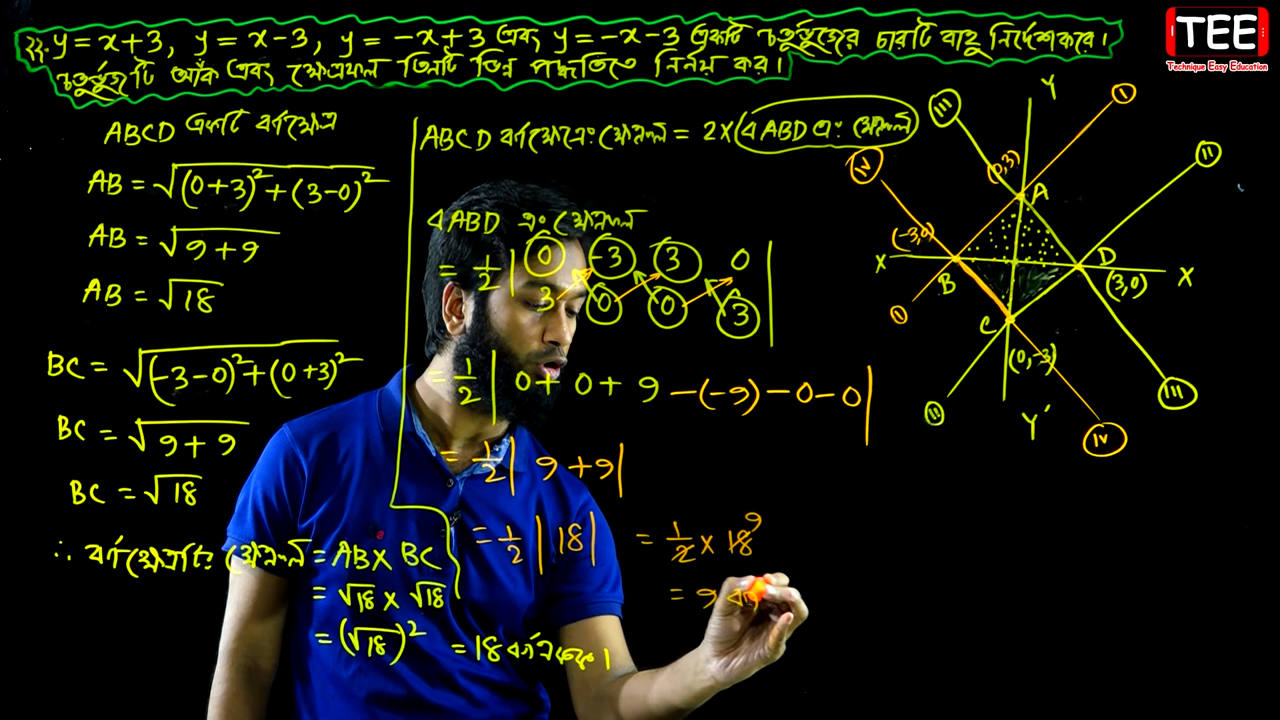 ২২. y = x+3, y = x-3, y = -x+3 এবং y = -x-3 একটি চতুর্ভুজের চারটি বাহু নির্দেশ করে।
চতুর্ভুজটি আঁক এবং ক্ষেত্রফল তিনটি ভিন্ন পদ্ধতিতে নির্ণয় কর।
TEE
Technique Easy Education
ABCD একটি বর্গক্ষেত্র
AB = √(0+3)²+(3-0)²
AB = √9+9
AB = √18
BC = √(-3-0)²+(0+3)²
BC = √9+9
BC = √18
∴ বর্গক্ষেত্রটির ক্ষেত্রফল = AB X BC
= √18 x √18
= (√18)² = 18 বর্গ একক।
ABCD বর্গক্ষেত্রের ক্ষেত্রফল = 2X(△ABD এর ক্ষেত্রফল)
△ABD এর ক্ষেত্রফল
= 1/2 | 0 -3 3 0
3 0 0 3 |
= 1/2 | 0+0+9 -(-9)-0-0 |
= 1/2 | 9+9 |
= 1/2 | 18 | = 1/2 x 18 9
= 9 বর্গ
Y
I
III
II
IV
(0,3)
A
(-3,0)
X
B
D
(3,0)
X
I
C
(0,-3)
II
Y′
III
IV